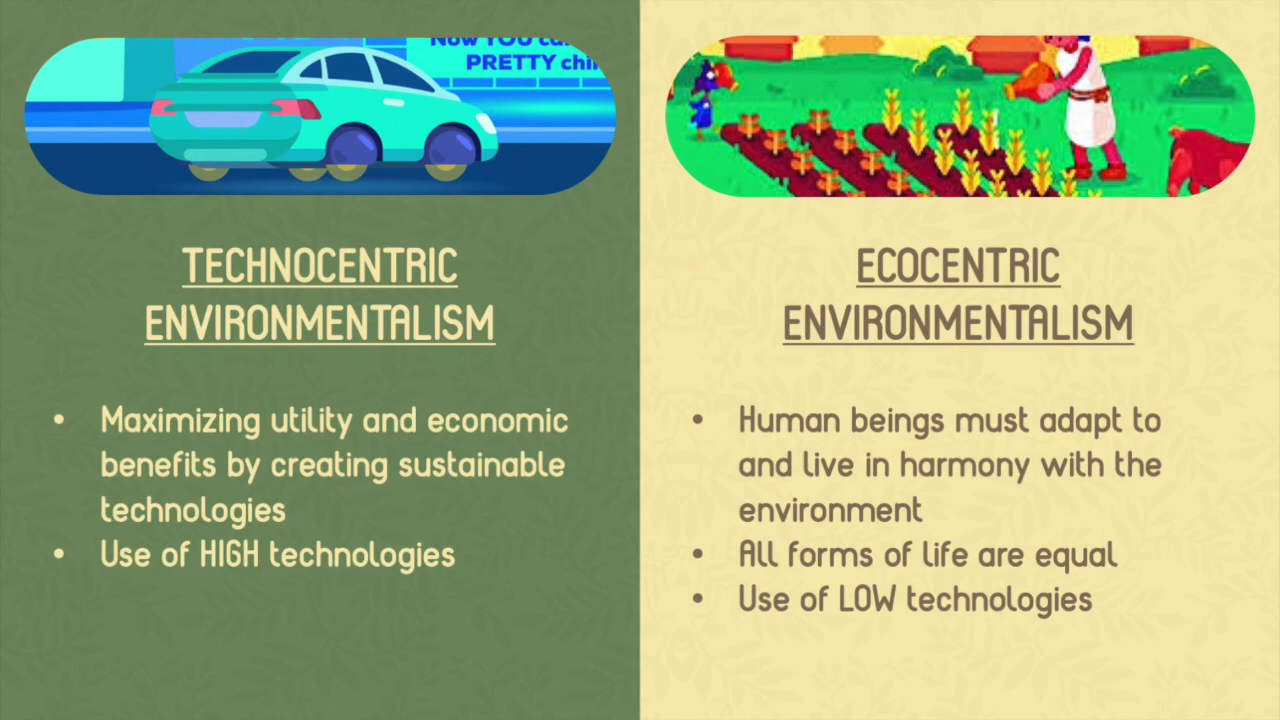 Now YOU
PRETTY
TECHNOCENTRIC
ENVIRONMENTALISM
• Maximizing utility and economic
benefits by creating sustainable
technologies
• Use of HIGH technologies
ECOCENTRIC
ENVIRONMENTALISM
• Human beings must adapt to
and live in harmony with the
environment
• All forms of life are equal
• Use of LOW technologies